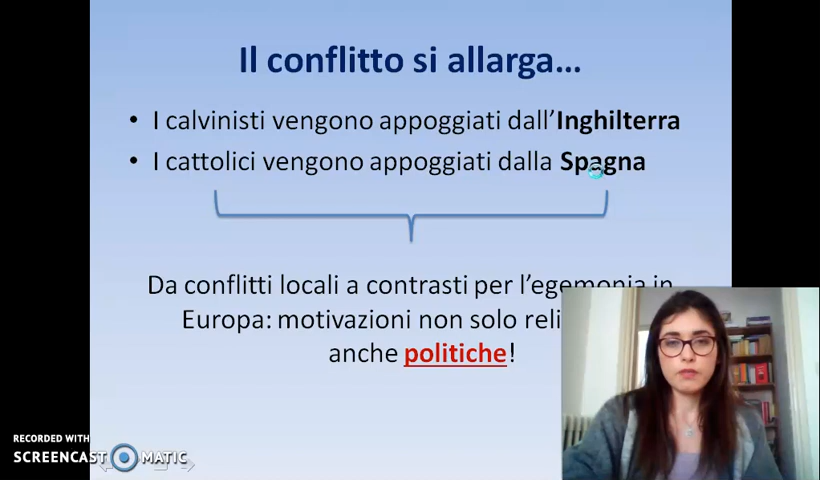 Il conflitto si allarga...
• I calvinisti vengono appoggiati dall'Inghilterra
• I cattolici vengono appoggiati dalla Spagna
Da conflitti locali a contrasti per l'egemonia in
Europa: motivazioni non solo reli
anche politiche!
RECORDED WITH
SCREENCAST MATIC